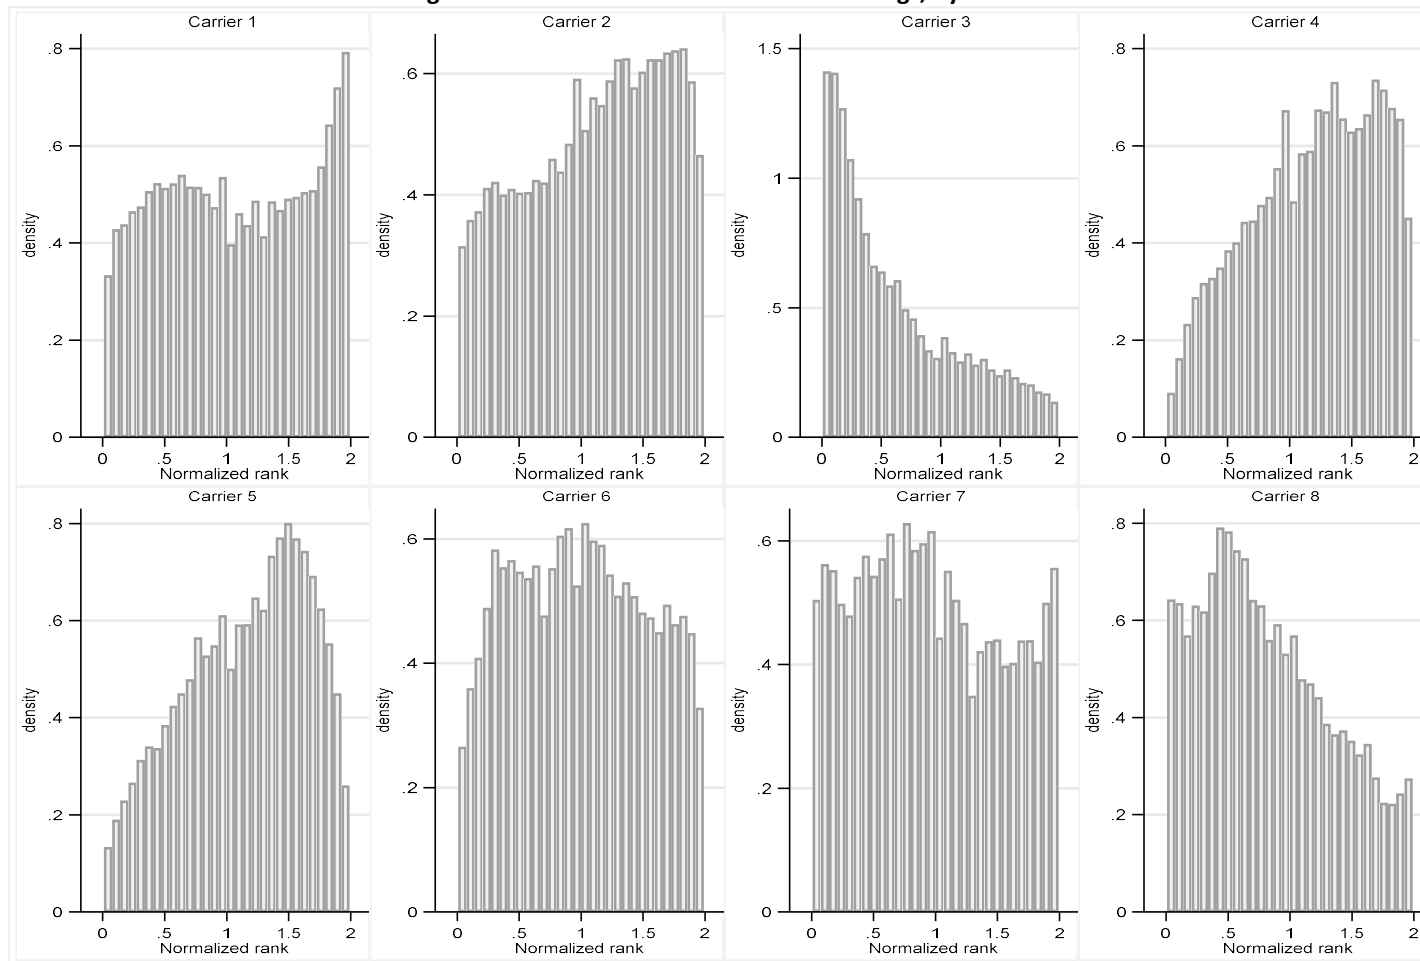 Carrier 1
.8
.6
.4
.2
0
density
0 .5 1 1.5 2
Normalized rank
Carrier 2
.6
.4
.2
0
density
0 .5 1 1.5 2
Normalized rank
Carrier 3
1.5
1
.5
0
density
0 .5 1 1.5 2
Normalized rank
Carrier 4
.8
.6
.4
.2
0
density
0 .5 1 1.5 2
Normalized rank
Carrier 5
.8
.6
.4
.2
0
density
0 .5 1 1.5 2
Normalized rank
Carrier 6
.6
.4
.2
0
density
0 .5 1 1.5 2
Normalized rank
Carrier 7
.6
.4
.2
0
density
0 .5 1 1.5 2
Normalized rank
Carrier 8
.8
.6
.4
.2
0
density
0 .5 1 1.5 2
Normalized rank